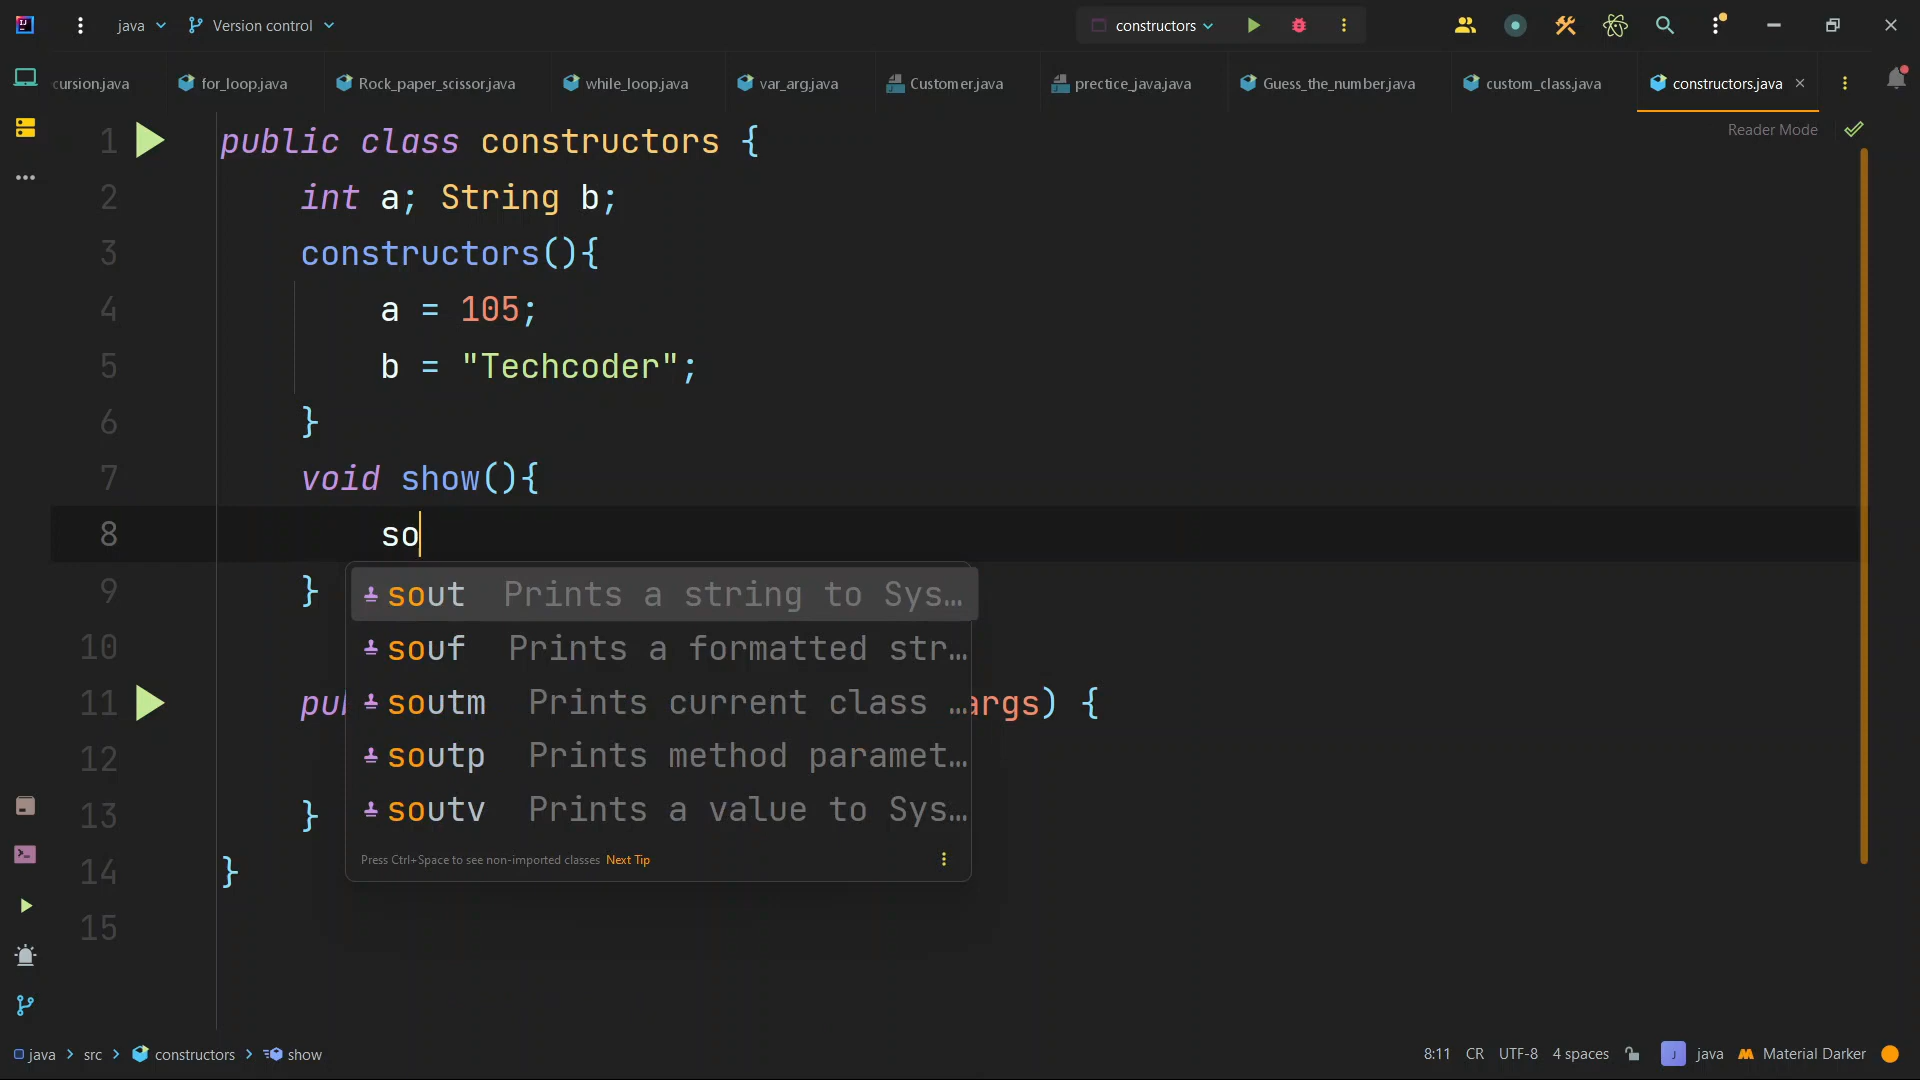 java Version control constructors
cursion.java for_loop.java Rock_paper_scissor.java while_loop.java var_arg.java Customer.java prectice_java.java Guess_the_number.java custom_class.java constructors.java
Reader Mode
1 public class constructors {
2 int a; String b;
3 constructors(){
4 a = 105;
5 b = "Techcoder";
6 }
7 void show(){
8 so
9 }
sout Prints a string to Sys…
10
souf Prints a formatted str…
11 pu args) {
soutm Prints current class …
12
soutp Prints method paramet…
13 }
soutv Prints a value to Sys…
Press Ctrl+Space to see non-imported classes Next Tip
14 }
15
java > src > constructors > show
8:11 CR UTF-8 4 spaces J java Material Darker